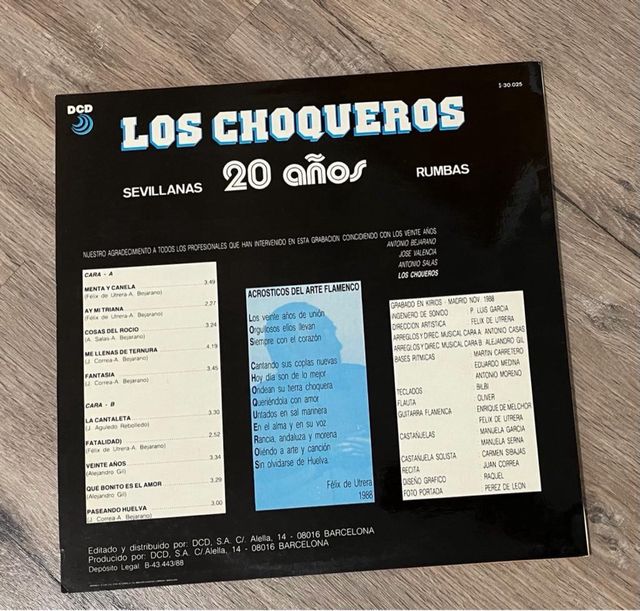 DCD
I-30.025
LOS CHOQUEROS
SEVILLANAS
20 años
RUMBAS
NUESTRO AGRADECIMIENTO A TODOS LOS PROFESIONALES QUE HAN INTERVENIDO EN ESTA GRABACION COINCIDIENDO CON LOS VEINTE AÑOS
ANTONIO BEJARANO
JOSE VALENCIA
ANTONIO SALAS
LOS CHQUEROS
CARA - A
MENTA Y CANELA 3.49
(Félix de Utrera-A. Bejarano)
AY MI TRIANA 2.27
(Félix de Utrera-A. Bejarano)
COSAS DEL ROCIO 3.24
(A. Salas-A. Bejarano)
ME LLENAS DE TERNURA 4.19
(J. Correa-A. Bejarano)
FANTASIA 3.45
(J. Correa-A. Bejarano)
CARA - B
LA CANTALETA 3.30
(J. Aguledo Rebolledo)
FATALIDAD) 2.52
(Félix de Utrera-A. Bejarano)
VEINTE AÑOS 3.34
(Alejandro Gil)
QUE BONITO ES EL AMOR 3.29
(Alejandro Gil)
PASEANDO HUELVA 3.00
(J. Correa-A. Bejarano)
ACROSTICOS DEL ARTE FLAMENCO
Los veinte años de unión
Orgullosos ellos llevan
Siempre con el corazón
Cantando sus coplas nuevas
Hoy día son de lo mejor
Ondean su tierra choquera
Queriéndola con amor
Untados en sal marinera
En el alma y en su voz
Rancia, andaluza y morena
Oliéndo a arte y canción
Sin olvidarse de Huelva.
Félix de Utrera
1988
GRABADO EN KIRIOS - MADRID NOV. 1988
INGENIERO DE SONIDO : P. LUIS GARCIA
DIRECCION ARTISTICA : FELIX DE UTRERA
ARREGLOS Y DIREC. MUSICAL CARA A: ANTONIO CASAS
ARREGLOS Y DIREC. MUSICAL CARA B: ALEJANDRO GIL
BASES RITMICAS : MARTIN CARRETERO
EDUARDO MEDINA
ANTONIO MORENO
TECLADOS : BILBI
FLAUTA : OLIVER
GUITARRA FLAMENCA : ENRIQUE DE MELCHOR
FELIX DE UTRERA
CASTAÑUELAS : MANUELA GARCIA
MANUELA SERNA
CASTAÑUELA SOLISTA : CARMEN SIBAJAS
RECITA : JUAN CORREA
DISEÑO GRAFICO : RAQUEL
FOTO PORTADA : PEREZ DE LEON
Editado y distribuido por: DCD, S.A. C/. Alella, 14 - 08016 BARCELONA
Producido por: DCD, S.A. C/.Alella, 14 - 08016 BARCELONA
Depósito Legal: B-43.443/88